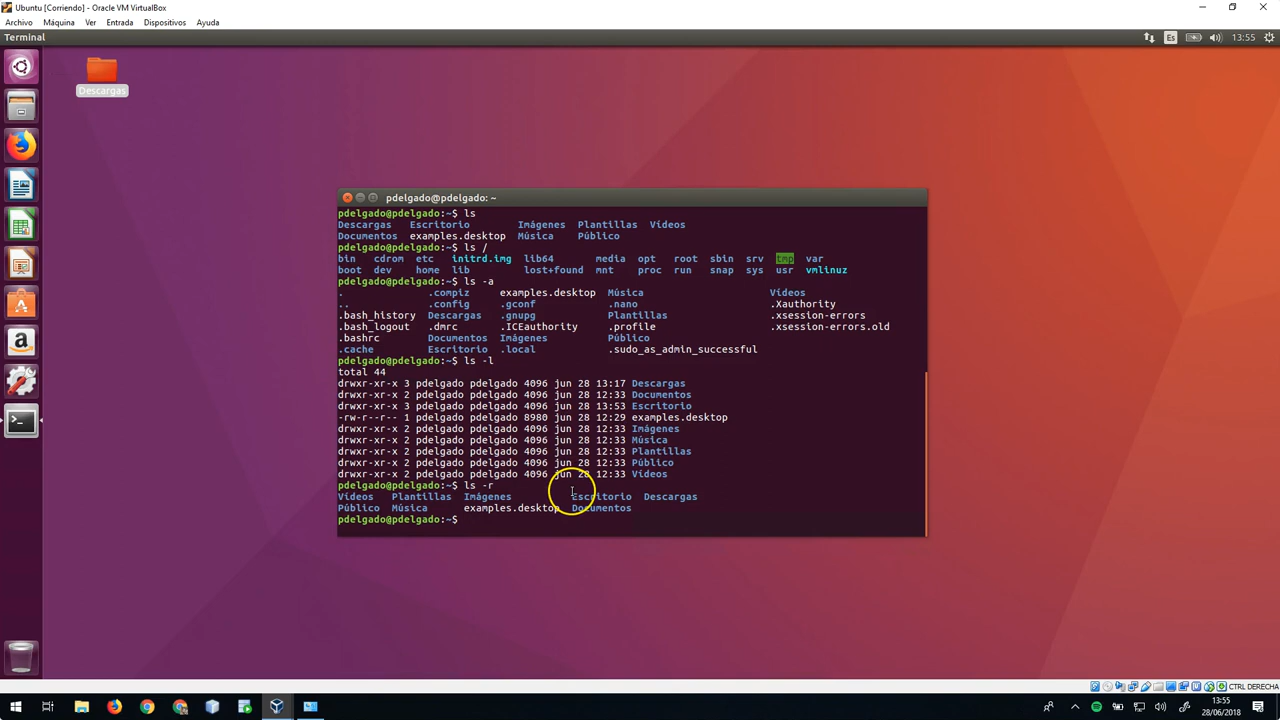 Ubuntu [Corriendo] - Oracle VM VirtualBox
Archivo Máquina Ver Entrada Dispositivos Ayuda
Terminal Es 13:55
Descargas
pdelgado@pdelgado: ~
pdelgado@pdelgado:~$ ls
Descargas Escritorio Imágenes Plantillas Vídeos
Documentos examples.desktop Música Público
pdelgado@pdelgado:~$ ls /
bin cdrom etc initrd.img lib64 media opt root sbin srv tmp var
boot dev home lib lost+found mnt proc run snap sys usr vmlinuz
pdelgado@pdelgado:~$ ls -a
. .compiz examples.desktop Música Vídeos
.. .config .gconf .nano .Xauthority
.bash_history Descargas .gnupg Plantillas .xsession-errors
.bash_logout .dmrc .ICEauthority .profile .xsession-errors.old
.bashrc Documentos Imágenes Público
.cache Escritorio .local .sudo_as_admin_successful
pdelgado@pdelgado:~$ ls -l
total 44
drwxr-xr-x 3 pdelgado pdelgado 4096 jun 28 13:17 Descargas
drwxr-xr-x 2 pdelgado pdelgado 4096 jun 28 12:33 Documentos
drwxr-xr-x 3 pdelgado pdelgado 4096 jun 28 13:53 Escritorio
-rw-r--r-- 1 pdelgado pdelgado 8980 jun 28 12:29 examples.desktop
drwxr-xr-x 2 pdelgado pdelgado 4096 jun 28 12:33 Imágenes
drwxr-xr-x 2 pdelgado pdelgado 4096 jun 28 12:33 Música
drwxr-xr-x 2 pdelgado pdelgado 4096 jun 28 12:33 Plantillas
drwxr-xr-x 2 pdelgado pdelgado 4096 jun 28 12:33 Público
drwxr-xr-x 2 pdelgado pdelgado 4096 jun 28 12:33 Vídeos
pdelgado@pdelgado:~$ ls -r
Vídeos Plantillas Imágenes Escritorio Descargas
Público Música examples.desktop Documentos
pdelgado@pdelgado:~$
CTRL DERECHA
13:55
28/06/2018